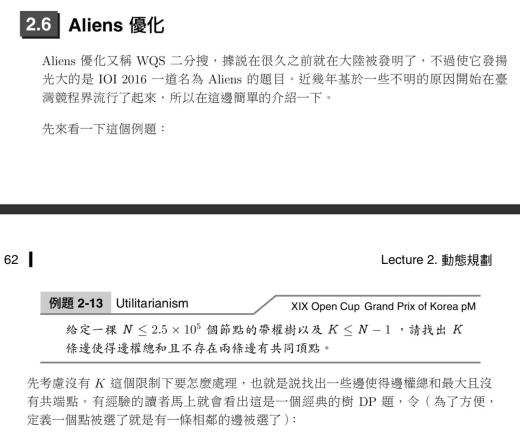 2.6 Aliens 優化
Aliens 優化又稱 WQS 二分搜，據說在很久之前就在大陸被發明了，不過使它發揚
光大的是 IOI 2016 一道名為 Aliens 的題目。近幾年基於一些不明的原因開始在臺
灣競程界流行了起來，所以在這邊簡單的介紹一下。
先來看一下這個例題：
62 Lecture 2. 動態規劃
例題 2-13 Utilitarianism XIX Open Cup Grand Prix of Korea pM
給定一棵 N ≤ 2.5 × 10⁵ 個節點的帶權樹以及 K ≤ N − 1 ，請找出 K
條邊使得邊權總和且不存在兩條邊有共同頂點。
先考慮沒有 K 這個限制下要怎麼處理，也就是說找出一些邊使得邊權總和最大且沒
有共端點。有經驗的讀者馬上就會看出這是一個經典的樹 DP 題，令（為了方便，
定義一個點被選了就是有一條相鄰的邊被選了）：